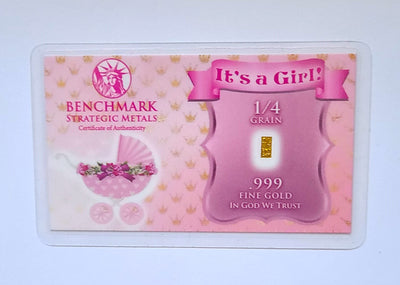 BENCHMARK
STRATEGIC METALS
Certificate of Authenticity
It's a Girl!
1/4
GRAIN
.999
FINE GOLD
IN GOD WE TRUST